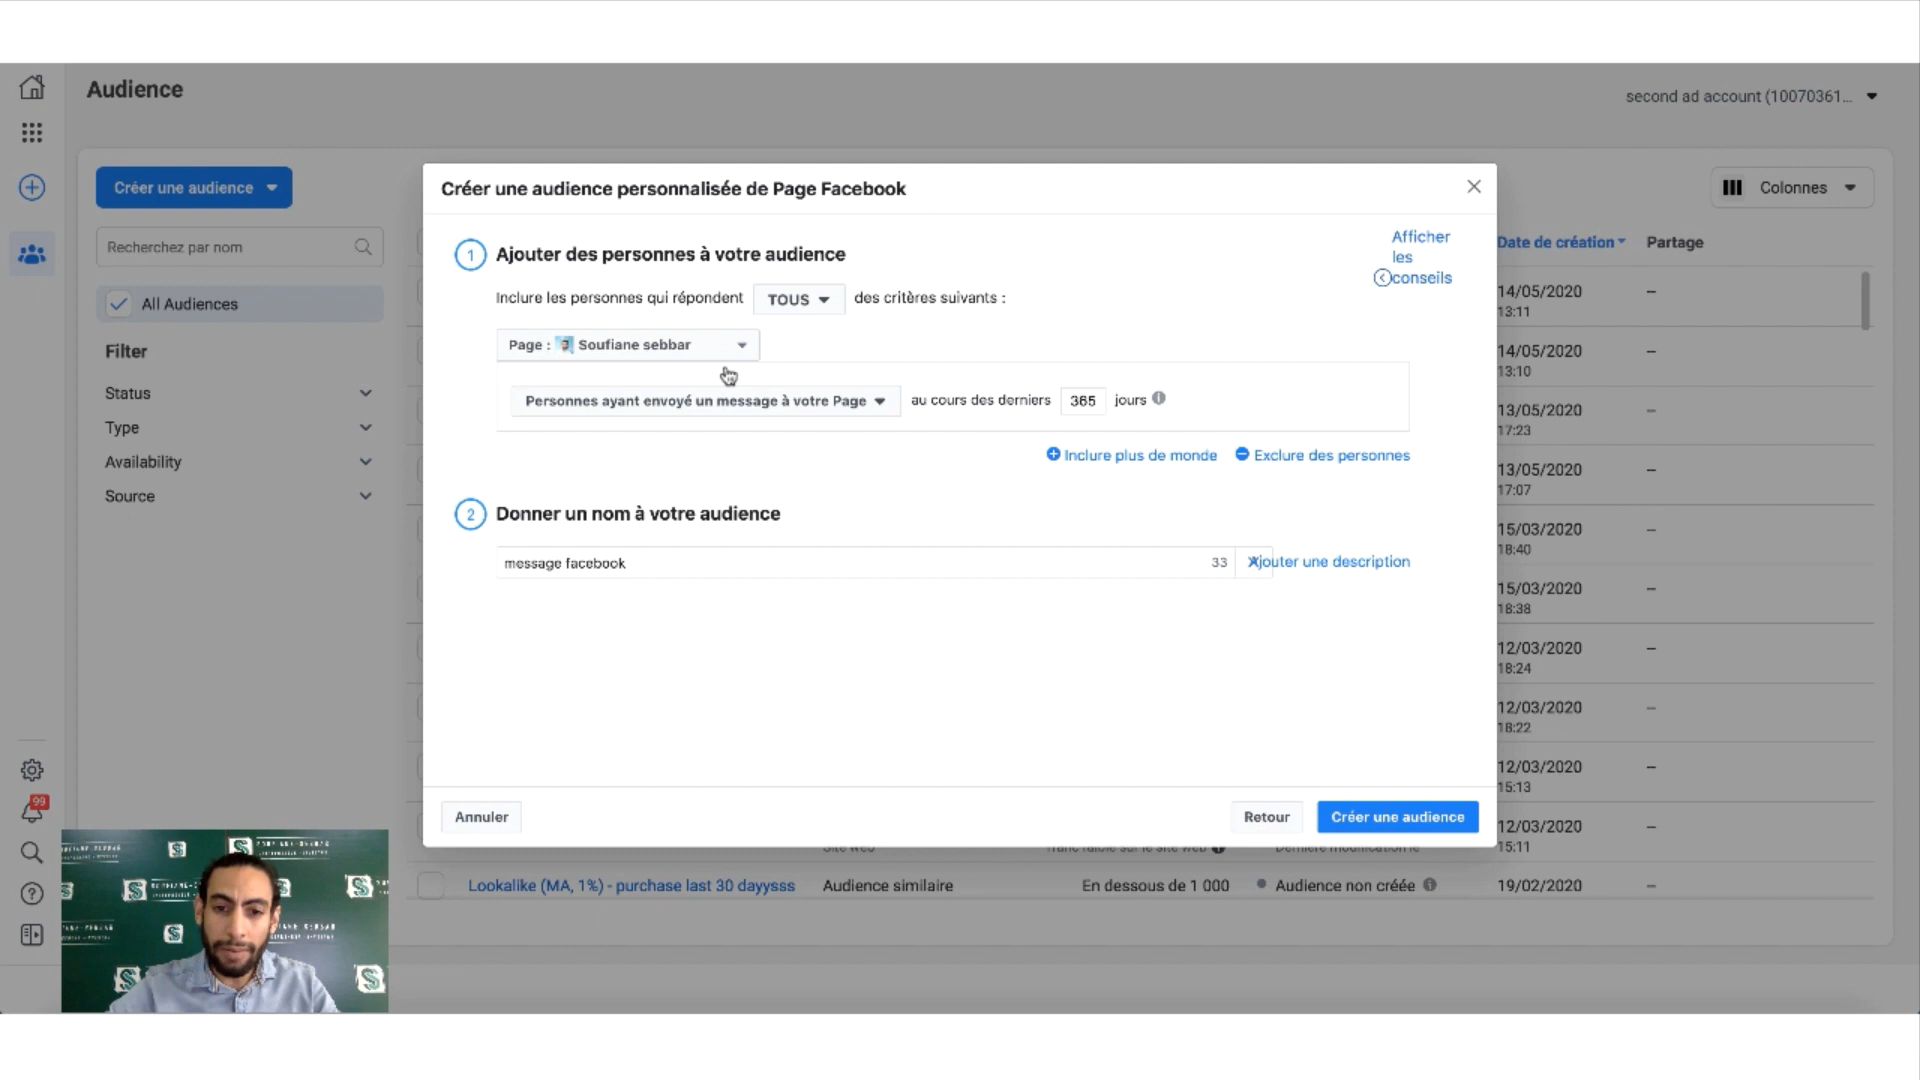 Audience
second ad account (10070361...
Créer une audience
Colonnes
Recherchez par nom
All Audiences
Filter
Status
Type
Availability
Source
99
Créer une audience personnalisée de Page Facebook
1
Ajouter des personnes à votre audience
Afficher
les
conseils
Inclure les personnes qui répondent TOUS des critères suivants :
Page : Soufiane sebbar
Personnes ayant envoyé un message à votre Page au cours des derniers 365 jours
Inclure plus de monde Exclure des personnes
2
Donner un nom à votre audience
message facebook
33
Ajouter une description
Annuler
Retour
Créer une audience
Date de création Partage
14/05/2020 –
13:11
14/05/2020 –
13:10
13/05/2020 –
17:23
13/05/2020 –
17:07
15/03/2020 –
18:40
15/03/2020 –
18:38
12/03/2020 –
18:24
12/03/2020 –
18:22
12/03/2020 –
15:13
12/03/2020 –
15:11
Lookalike (MA, 1%) - purchase last 30 dayysss Audience similaire En dessous de 1 000 Audience non créée 19/02/2020 –